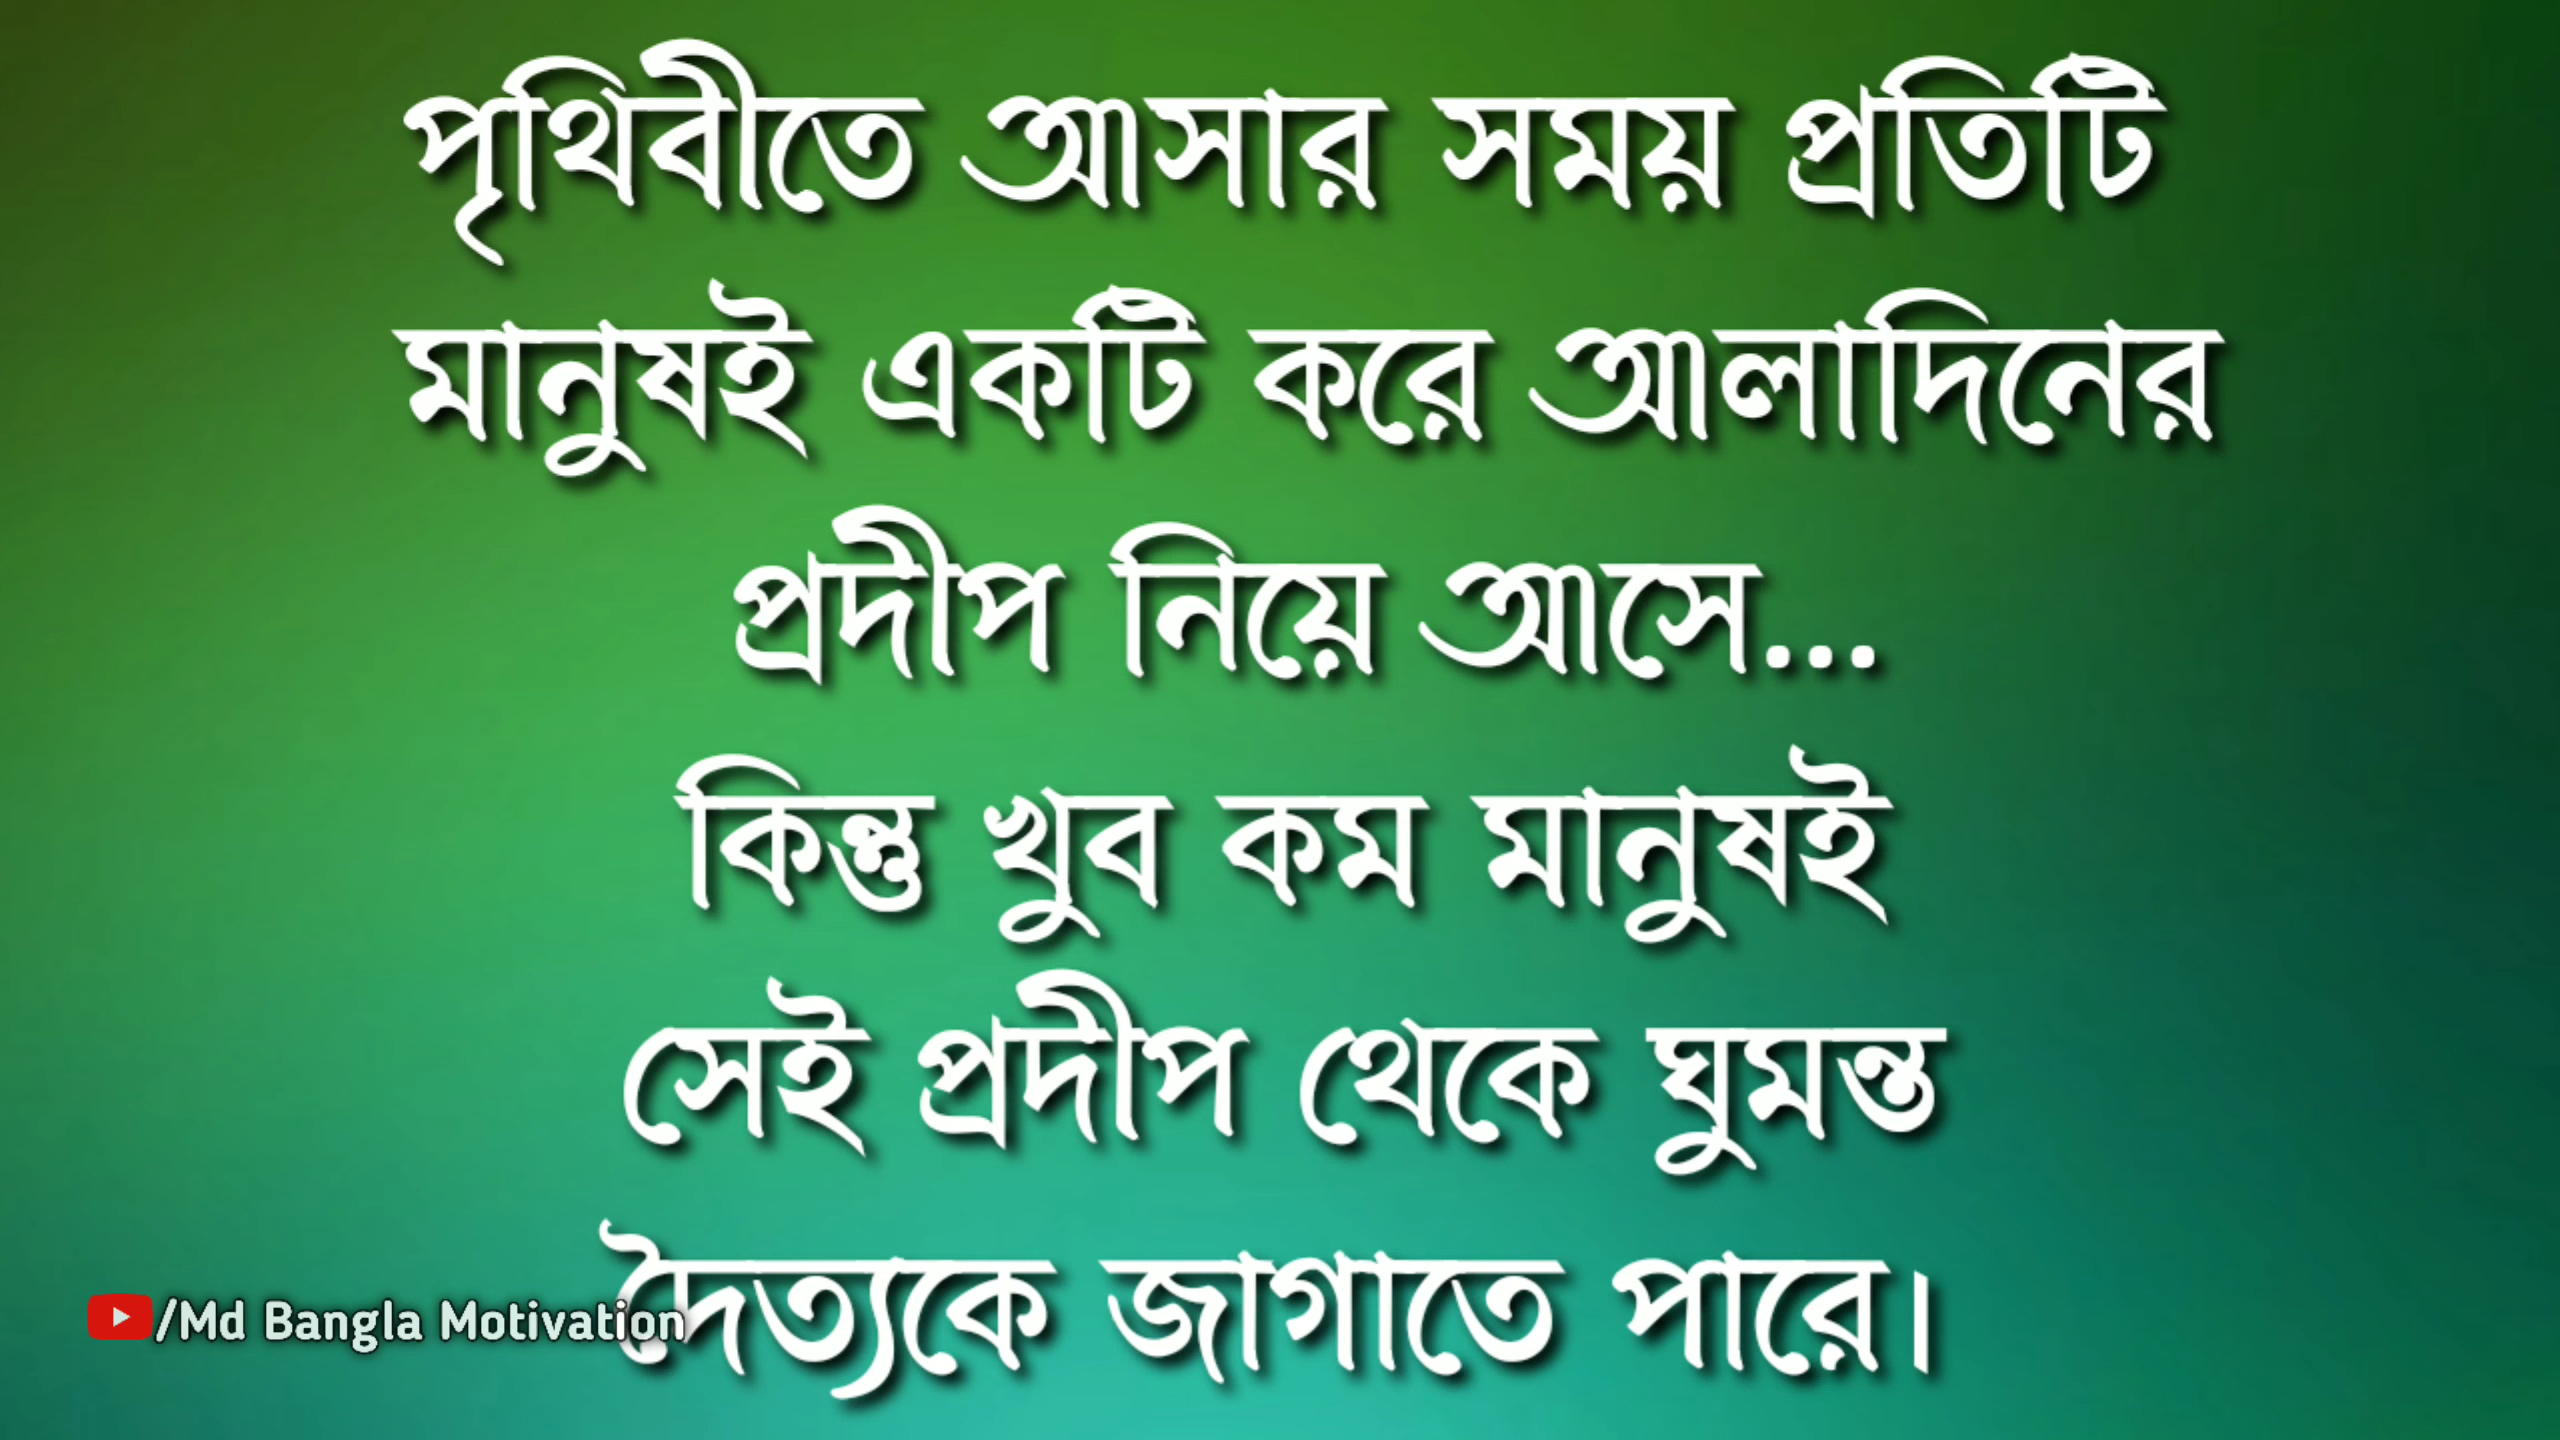 পৃথিবীতে আসার সময় প্রতিটি
মানুষই একটি করে আলাদিনের
প্রদীপ নিয়ে আসে...
কিন্তু খুব কম মানুষই
সেই প্রদীপ থেকে ঘুমন্ত
দৈত্যকে জাগাতে পারে।
/Md Bangla Motivation